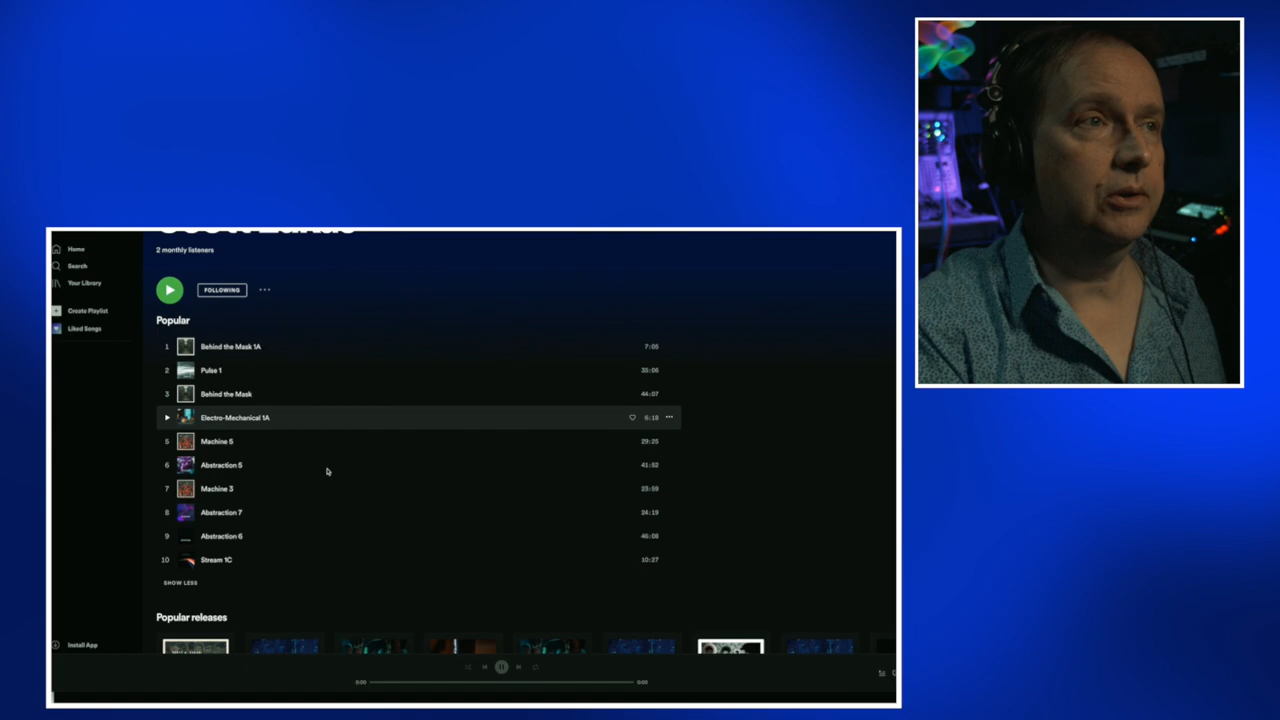 2 monthly listeners
Home
Search
Your Library
Create Playlist
Liked Songs
FOLLOWING
Popular
1 Behind the Mask 1A 7:05
2 Pulse 1 35:06
3 Behind the Mask 44:07
Electro-Mechanical 1A 6:18
5 Machine 5 29:25
6 Abstraction 5 41:52
7 Machine 3 23:59
8 Abstraction 7 24:19
9 Abstraction 6 46:08
10 Stream 1C 10:27
SHOW LESS
Popular releases
Install App
0:00